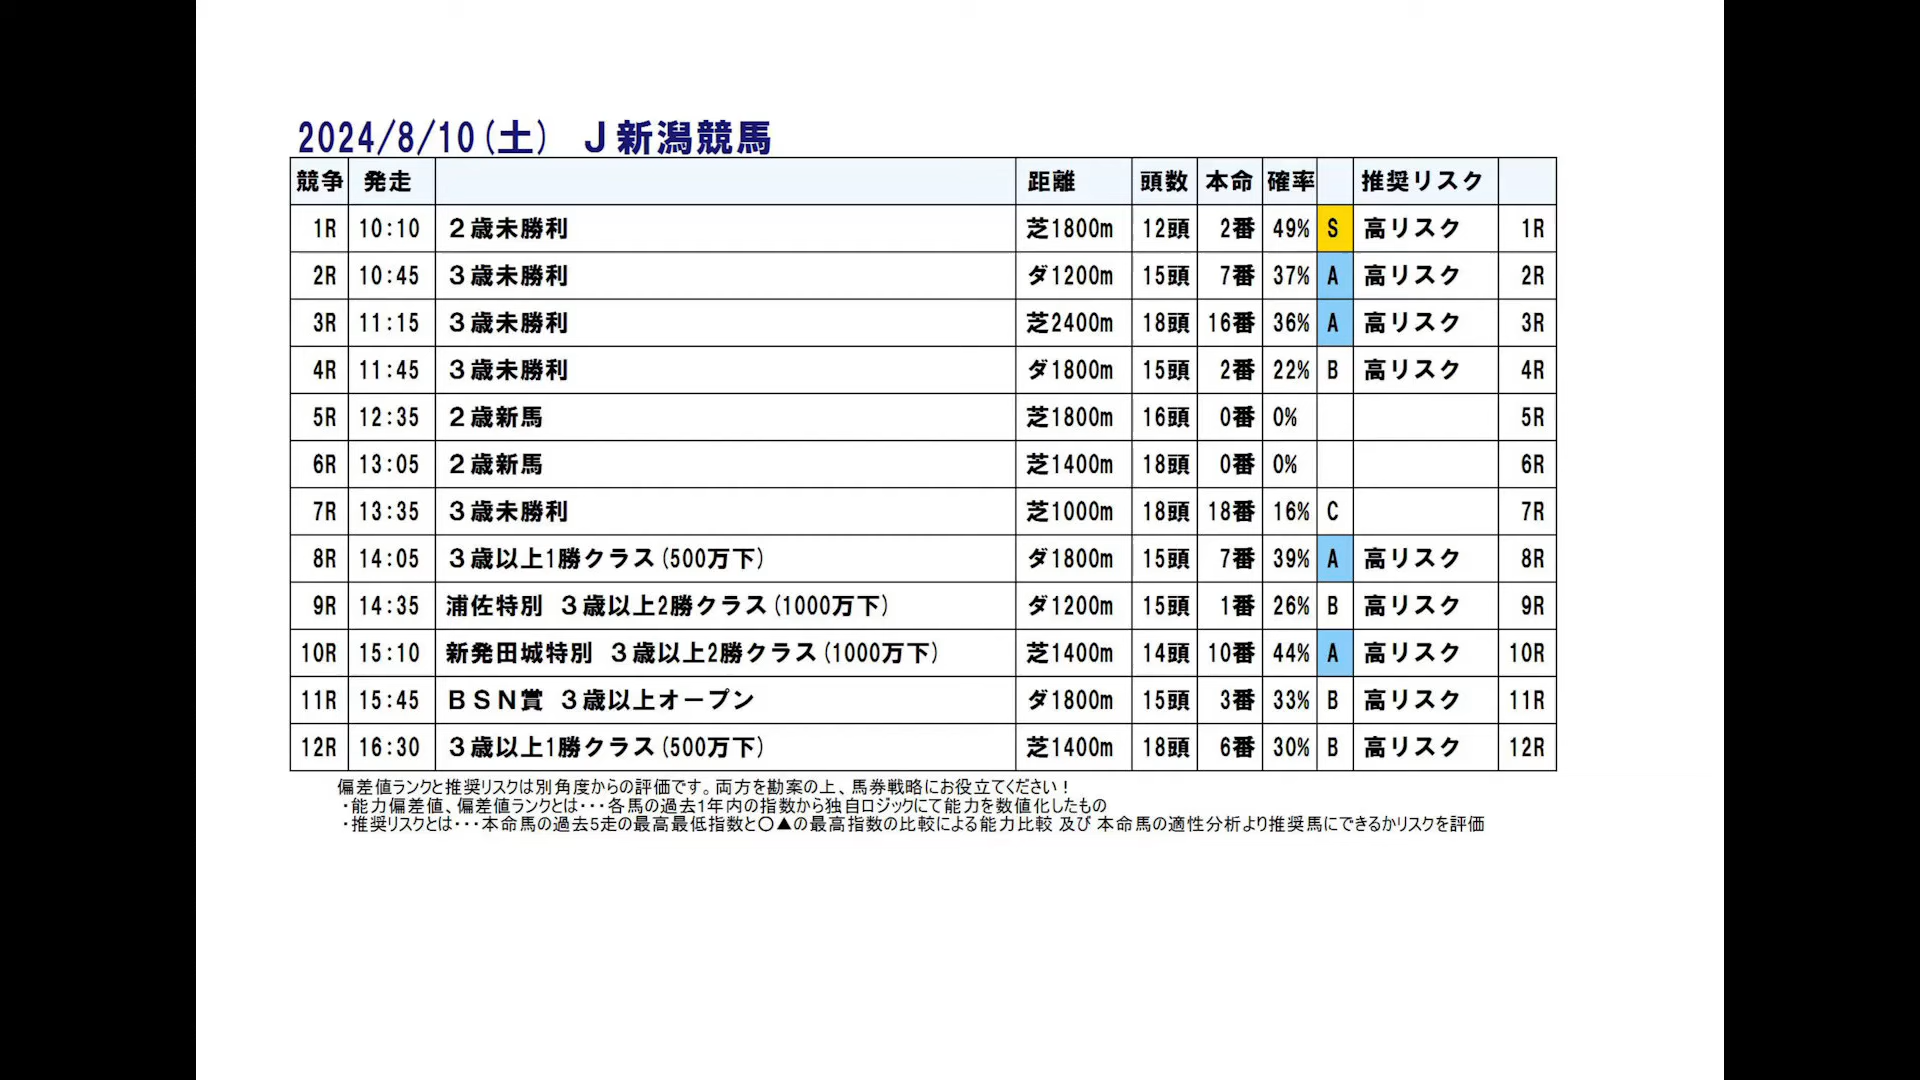 2024/8/10(土) J新潟競馬
競争 発走 距離 頭数 本命 確率 推奨リスク
1R 10:10 2歳未勝利 芝1800m 12頭 2番 49% S 高リスク 1R
2R 10:45 3歳未勝利 ダ1200m 15頭 7番 37% A 高リスク 2R
3R 11:15 3歳未勝利 芝2400m 18頭 16番 36% A 高リスク 3R
4R 11:45 3歳未勝利 ダ1800m 15頭 2番 22% B 高リスク 4R
5R 12:35 2歳新馬 芝1800m 16頭 0番 0% 5R
6R 13:05 2歳新馬 芝1400m 18頭 0番 0% 6R
7R 13:35 3歳未勝利 芝1000m 18頭 18番 16% C 7R
8R 14:05 3歳以上1勝クラス(500万下) ダ1800m 15頭 7番 39% A 高リスク 8R
9R 14:35 浦佐特別 3歳以上2勝クラス(1000万下) ダ1200m 15頭 1番 26% B 高リスク 9R
10R 15:10 新発田城特別 3歳以上2勝クラス(1000万下) 芝1400m 14頭 10番 44% A 高リスク 10R
11R 15:45 BSN賞 3歳以上オープン ダ1800m 15頭 3番 33% B 高リスク 11R
12R 16:30 3歳以上1勝クラス(500万下) 芝1400m 18頭 6番 30% B 高リスク 12R
偏差値ランクと推奨リスクは別角度からの評価です。両方を勘案の上、馬券戦略にお役立てください！
・能力偏差値、偏差値ランクとは・・・各馬の過去1年内の指数から独自ロジックにて能力を数値化したもの
・推奨リスクとは・・・本命馬の過去5走の最高最低指数と〇▲の最高指数の比較による能力比較 及び 本命馬の適性分析より推奨馬にできるかリスクを評価